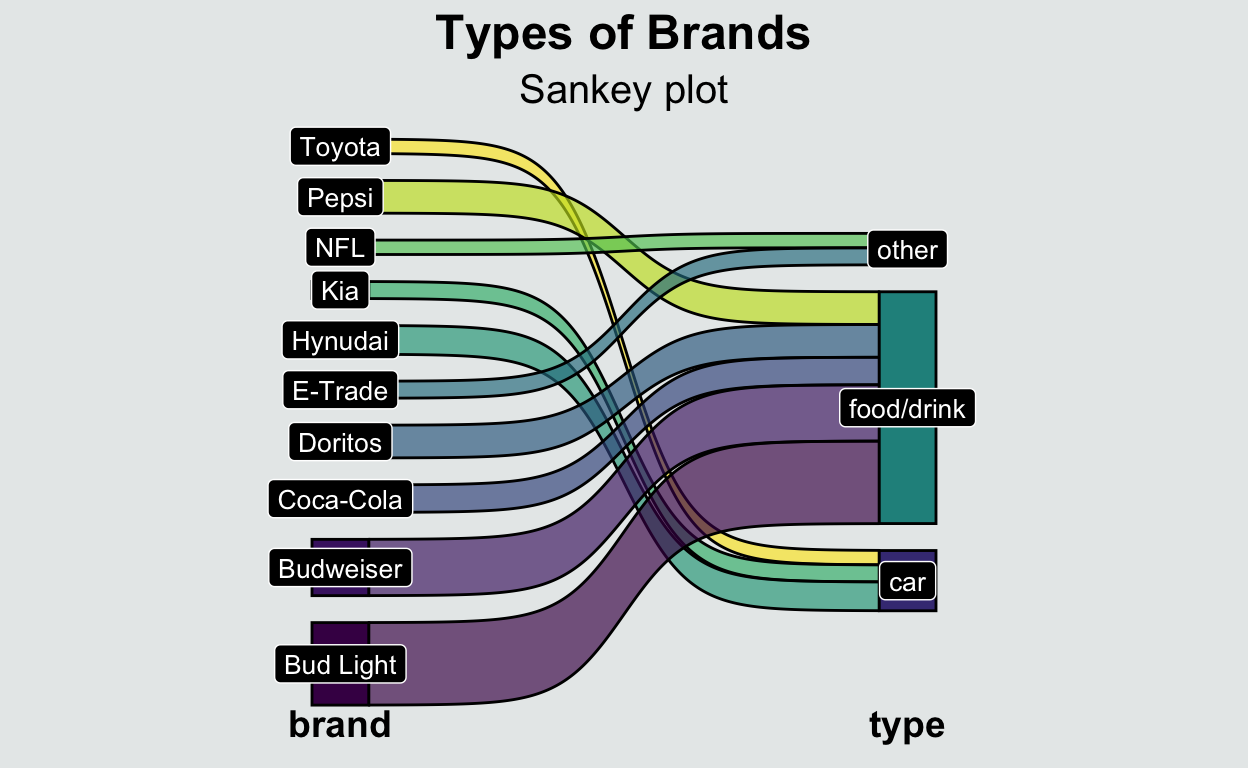 Types of Brands
Sankey plot
Toyota
Pepsi
NFL
Kia
Hynudai
E-Trade
Doritos
Coca-Cola
Budweiser
Bud Light
other
food/drink
car
brand
type